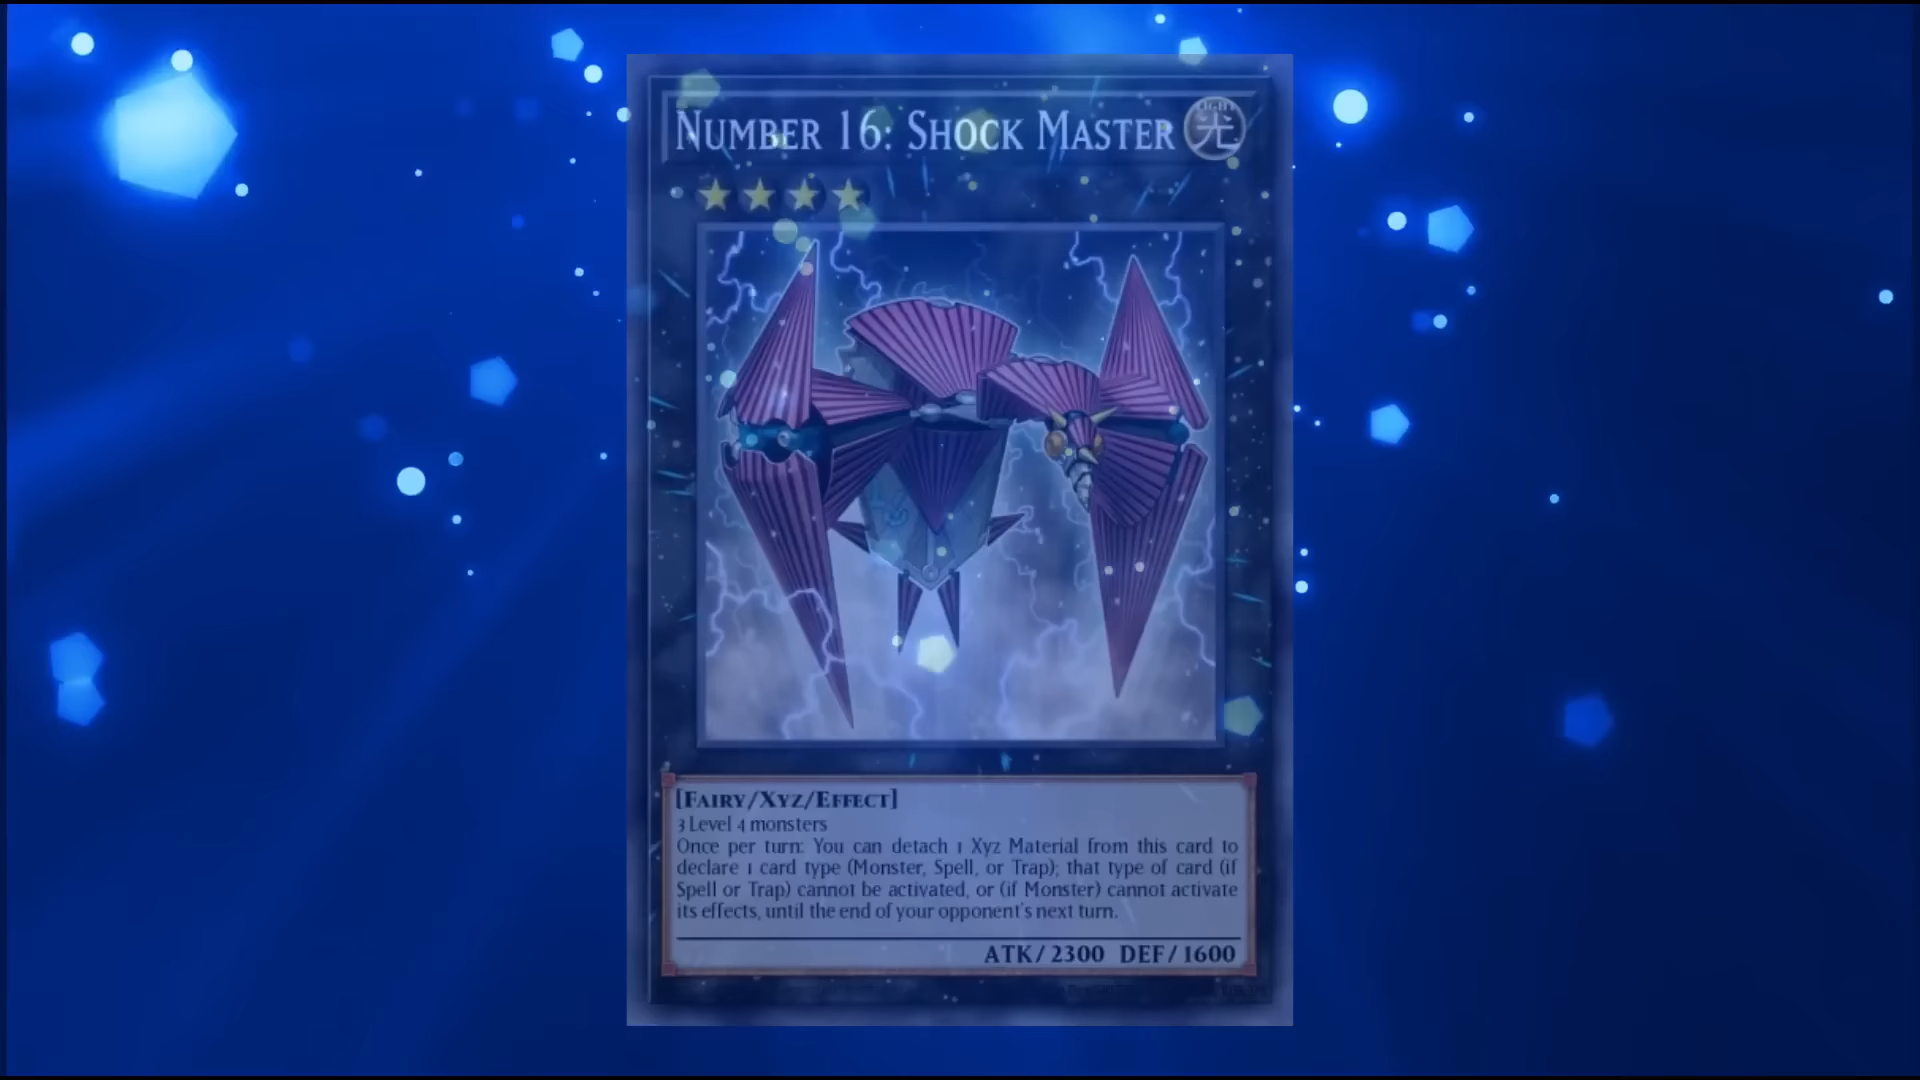 NUMBER 16: SHOCK MASTER
LIGHT
光
[FAIRY/XYZ/EFFECT]
3 Level 4 monsters
Once per turn: You can detach 1 Xyz Material from this card to
declare 1 card type (Monster, Spell, or Trap); that type of card (if
Spell or Trap) cannot be activated, or (if Monster) cannot activate
its effects, until the end of your opponent's next turn.
ATK/2300 DEF/1600